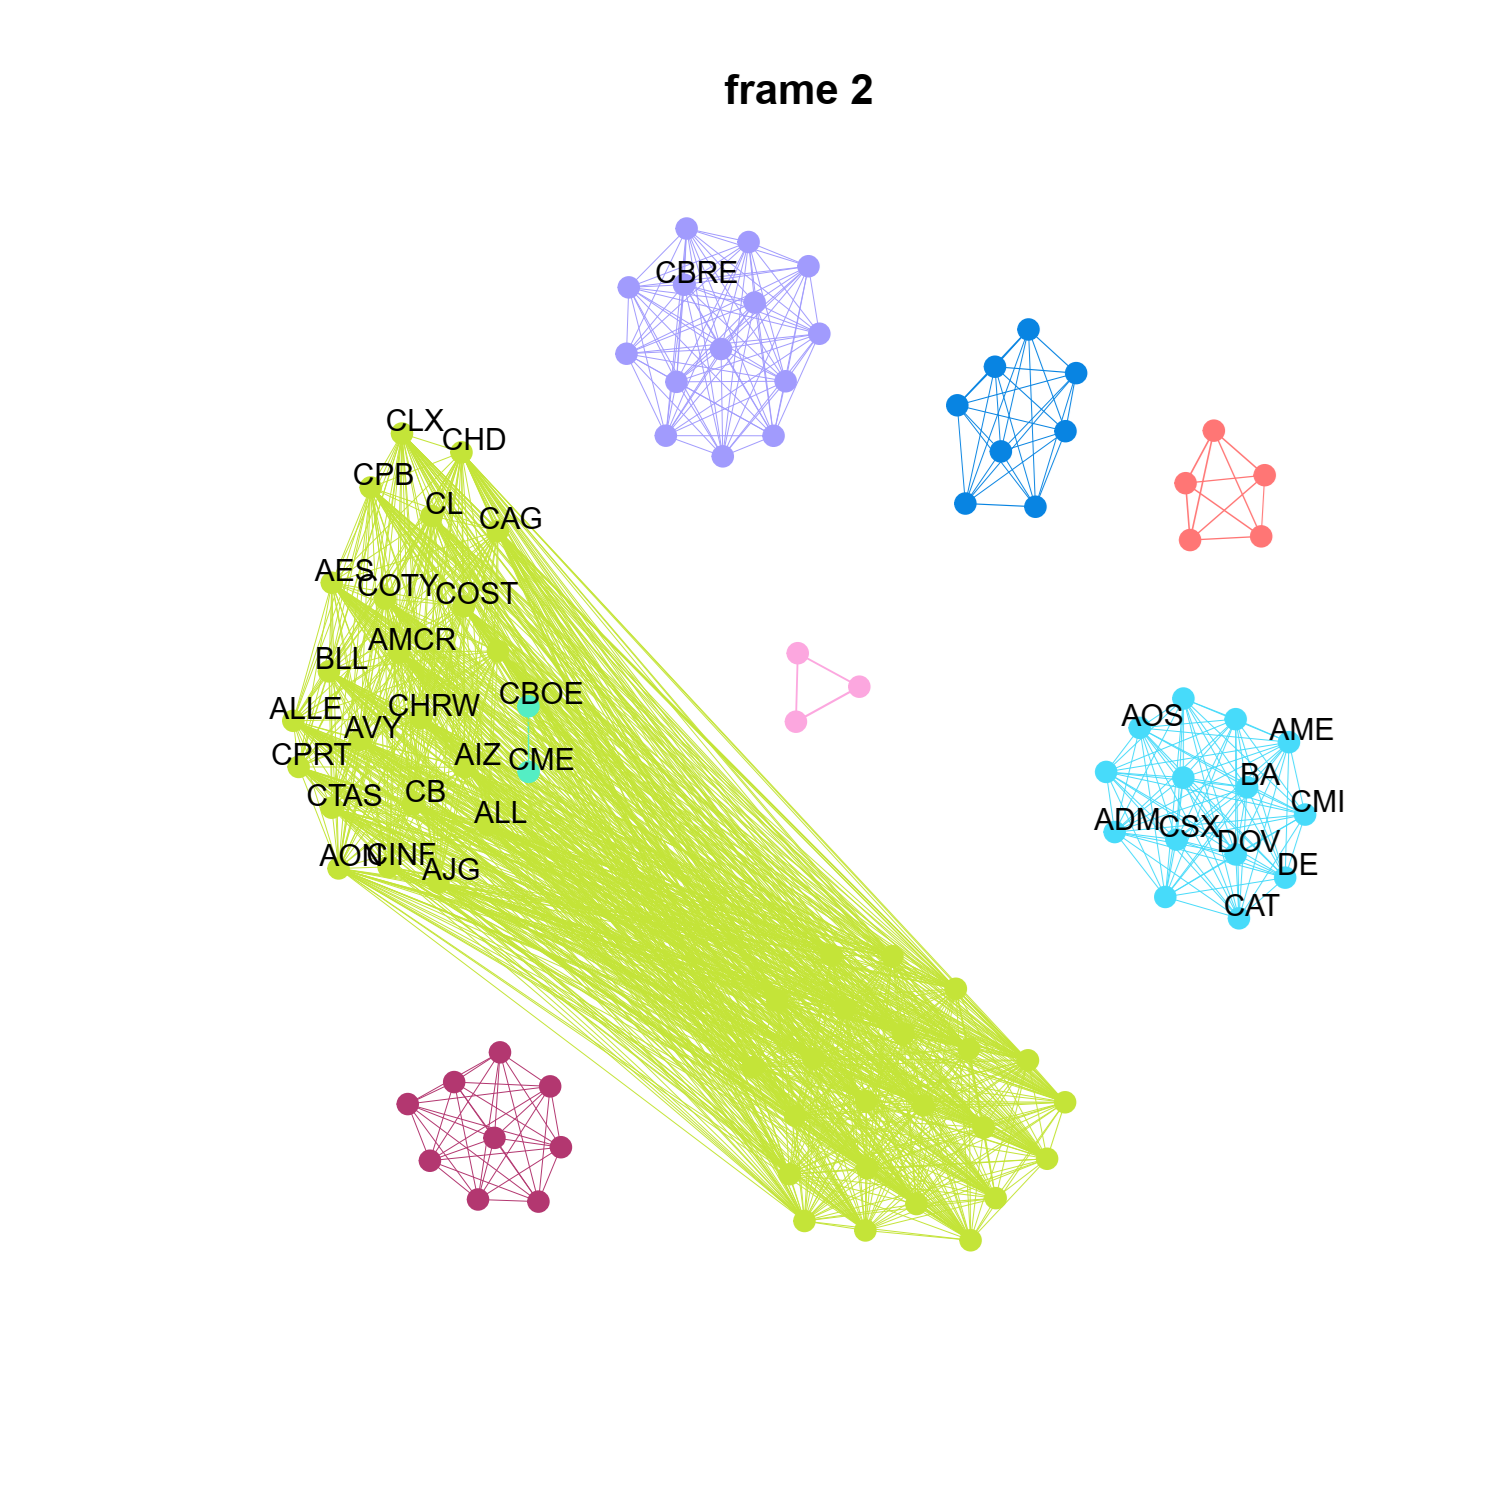 frame 2
CBRE
CLX
CHD
CPB
CL
CAG
AES
COTY
COST
AMCR
BLL
CBOE
ALLE
CHRW
AVY
CPRT
AIZ
CME
CTAS
CB
ALL
AON
CINF
AJG
AOS
AME
BA
CMI
ADM
CSX
DOV
DE
CAT